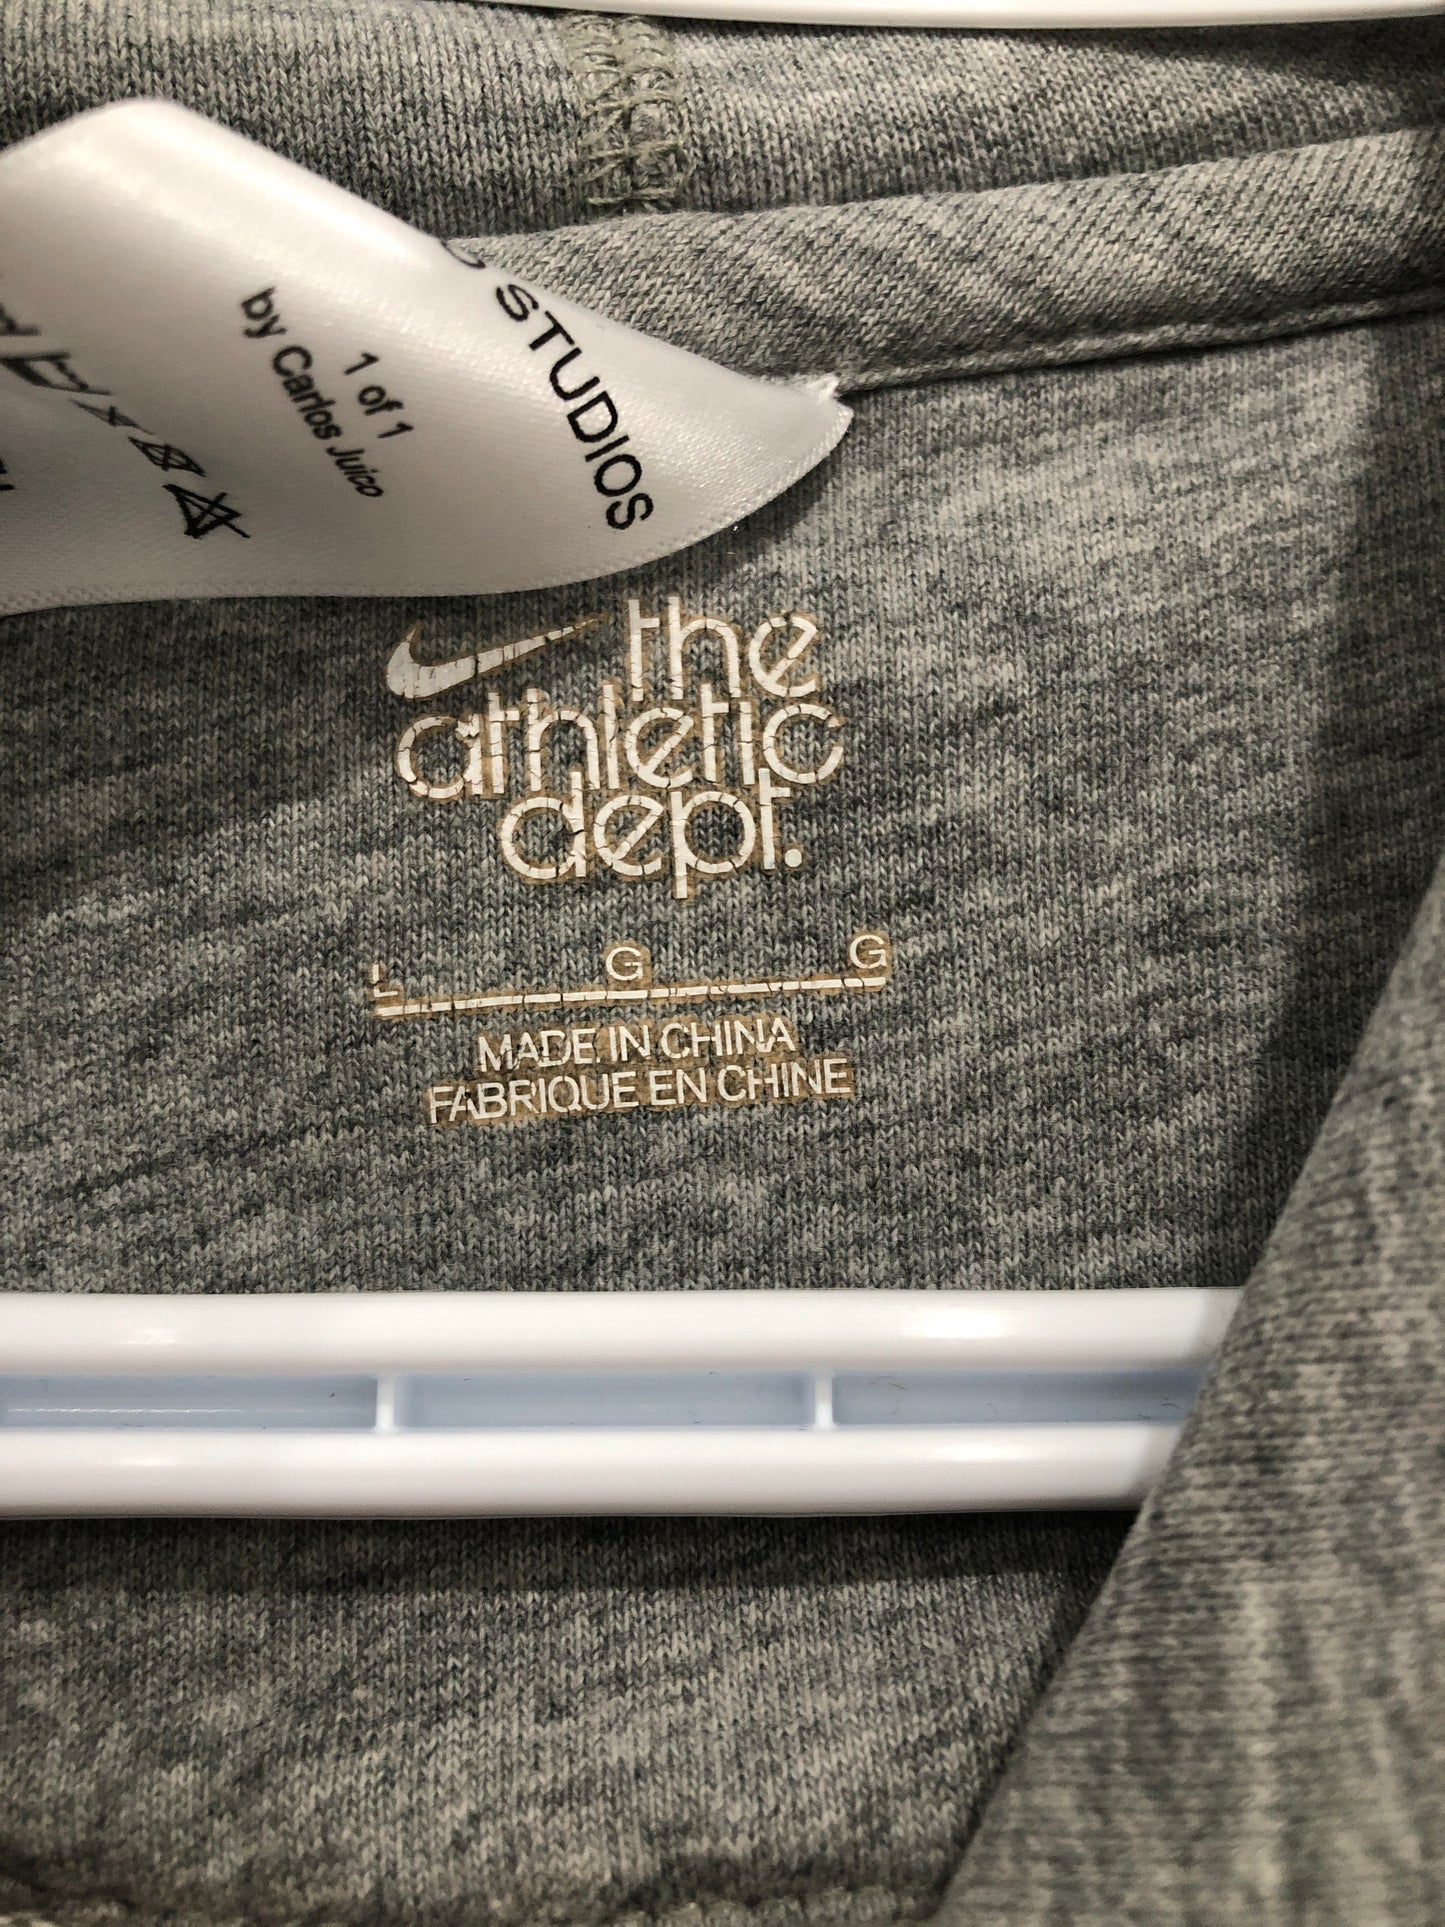 STUDIOS
1 of 1
by Carlos Juico
the
athletic
dept.
L G G
MADE IN CHINA
FABRIQUE EN CHINE